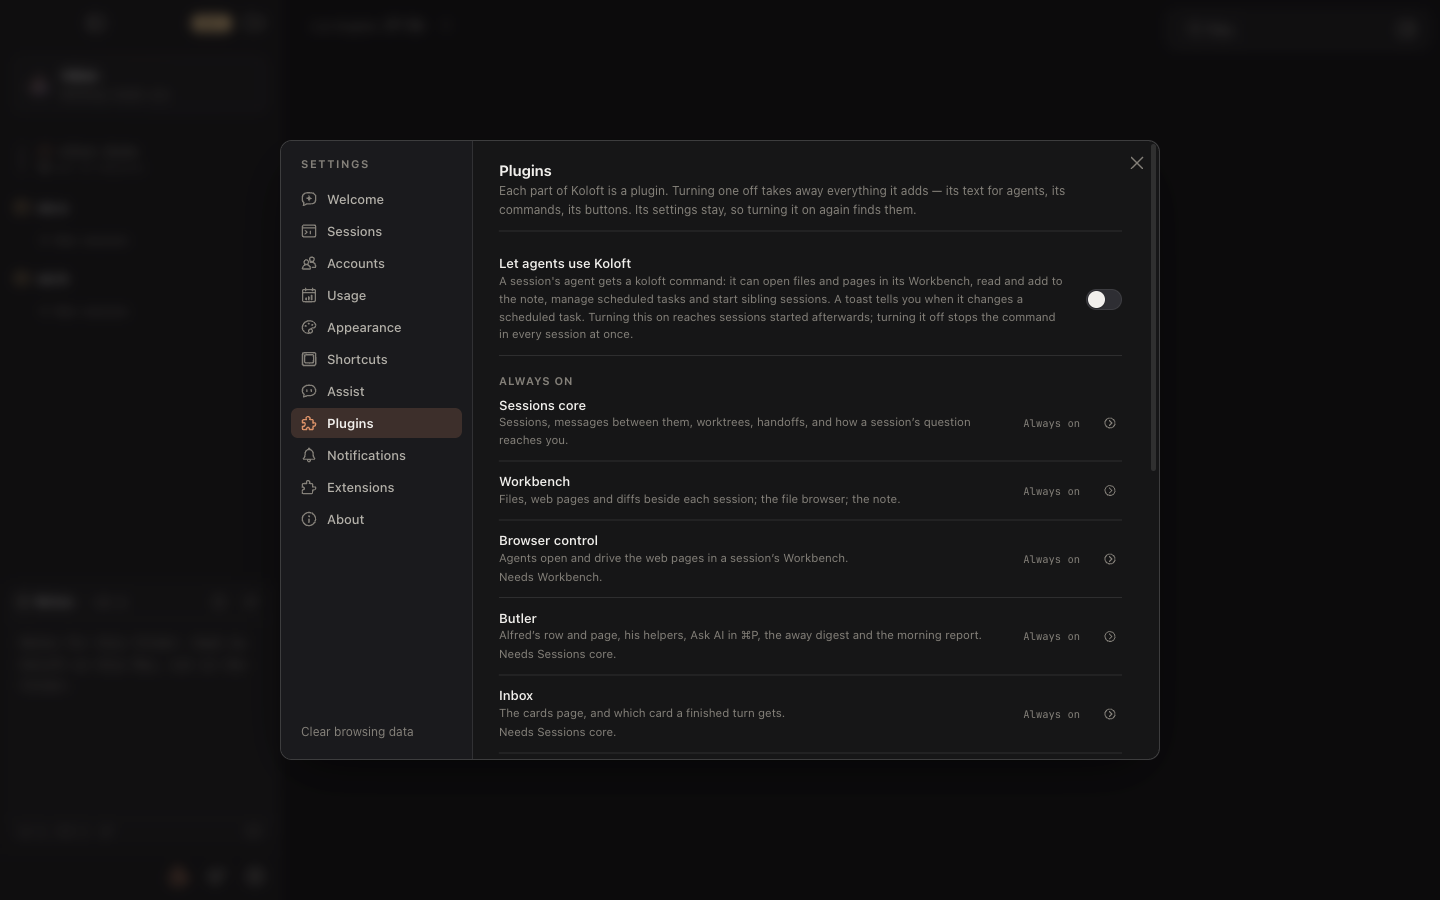 SETTINGS
Welcome
Sessions
Accounts
Usage
Appearance
Shortcuts
Assist
Plugins
Notifications
Extensions
About
Clear browsing data
Plugins
Each part of Koloft is a plugin. Turning one off takes away everything it adds — its text for agents, its
commands, its buttons. Its settings stay, so turning it on again finds them.
Let agents use Koloft
A session's agent gets a koloft command: it can open files and pages in its Workbench, read and add to
the note, manage scheduled tasks and start sibling sessions. A toast tells you when it changes a
scheduled task. Turning this on reaches sessions started afterwards; turning it off stops the command
in every session at once.
ALWAYS ON
Sessions core
Sessions, messages between them, worktrees, handoffs, and how a session's question
reaches you.
Always on
Workbench
Files, web pages and diffs beside each session; the file browser; the note.
Always on
Browser control
Agents open and drive the web pages in a session's Workbench.
Needs Workbench.
Always on
Butler
Alfred's row and page, his helpers, Ask AI in ⌘P, the away digest and the morning report.
Needs Sessions core.
Always on
Inbox
The cards page, and which card a finished turn gets.
Needs Sessions core.
Always on